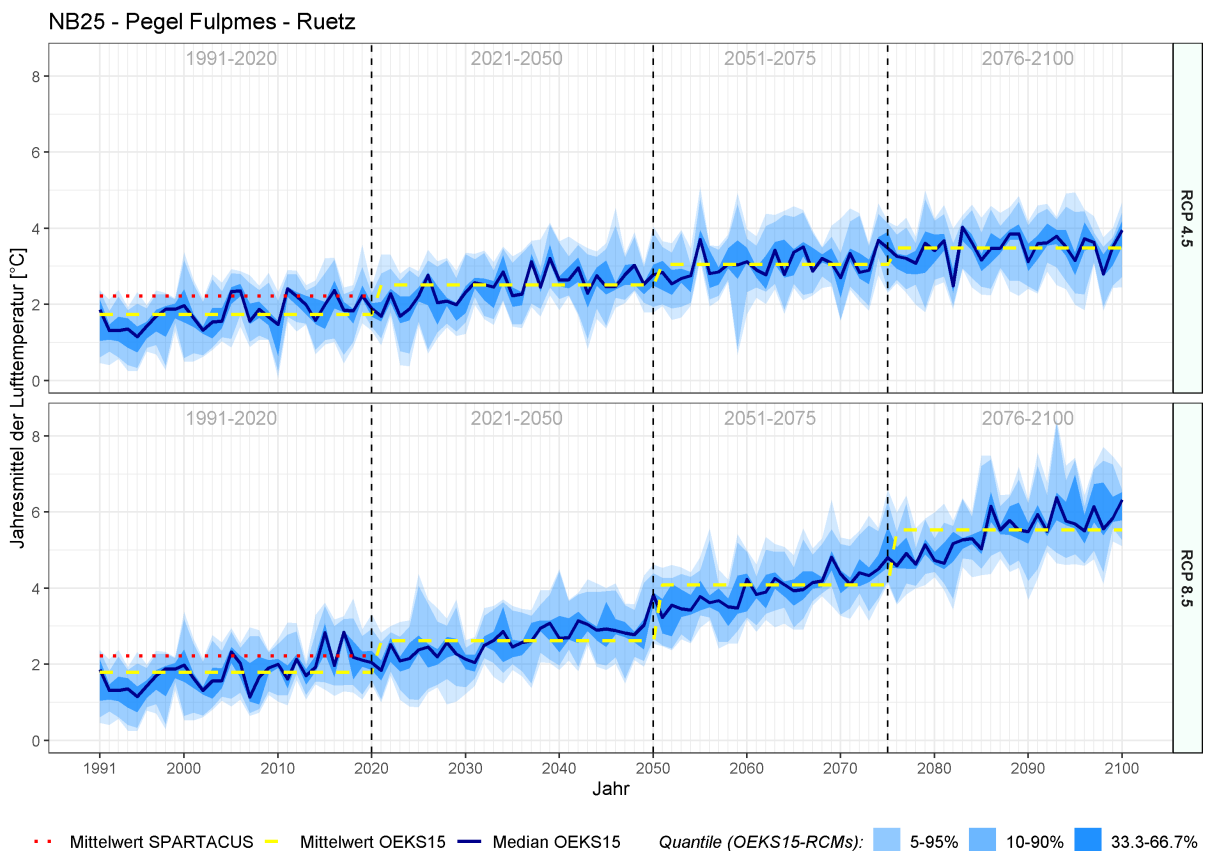 NB25 - Pegel Fulpmes - Ruetz
1991-2020 2021-2050 2051-2075 2076-2100
8
6
4
2
0
RCP 4.5
Jahresmittel der Lufttemperatur [°C]
1991-2020 2021-2050 2051-2075 2076-2100
8
6
4
2
0
RCP 8.5
1991 2000 2010 2020 2030 2040 2050 2060 2070 2080 2090 2100
Jahr
Mittelwert SPARTACUS Mittelwert OEKS15 Median OEKS15 Quantile (OEKS15-RCMs): 5-95% 10-90% 33.3-66.7%